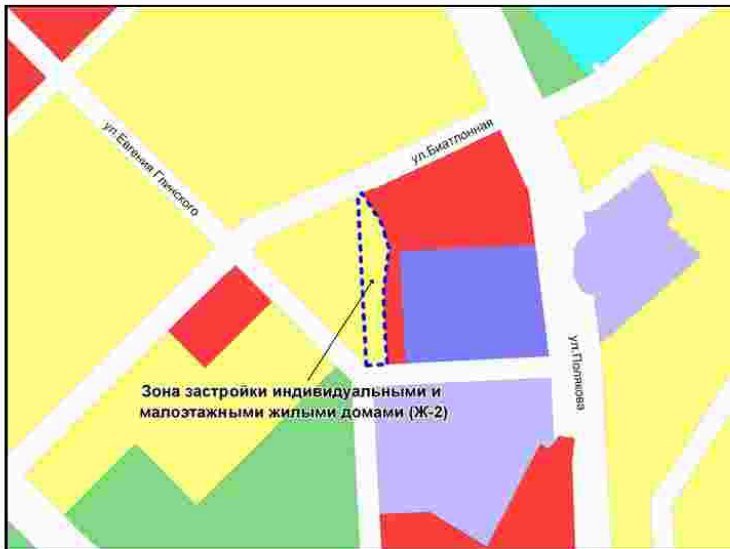 ул.Биатлонная
ул.Евгения Глинского
ул.Полякова
Зона застройки индивидуальными и
малоэтажными жилыми домами (Ж-2)